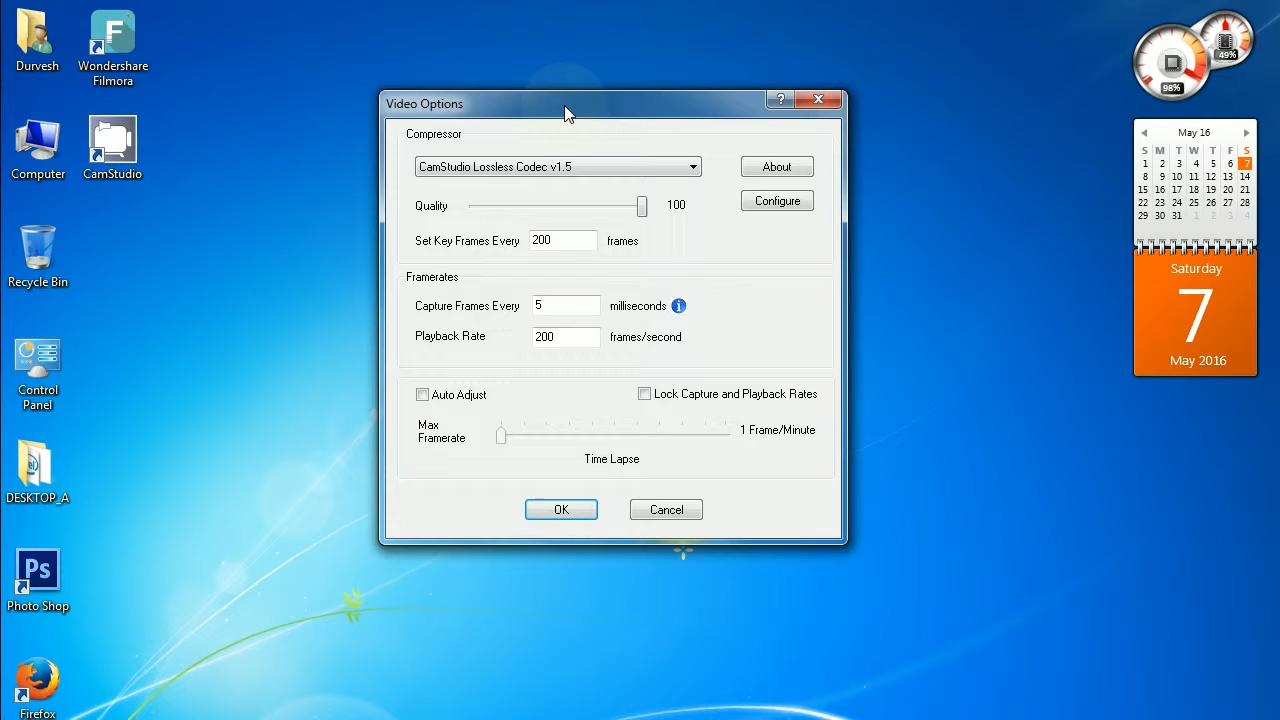 Durvesh
Wondershare
Filmora
Computer
CamStudio
Recycle Bin
Control
Panel
DESKTOP_A
Ps
Photo Shop
Firefox
Video Options
?
Compressor
CamStudio Lossless Codec v1.5
About
Quality
100
Configure
Set Key Frames Every 200 frames
Framerates
Capture Frames Every 5 milliseconds
Playback Rate 200 frames/second
Auto Adjust
Lock Capture and Playback Rates
Max
Framerate
1 Frame/Minute
Time Lapse
OK
Cancel
49%
98%
May 16
S M T W T F S
1 2 3 4 5 6 7
8 9 10 11 12 13 14
15 16 17 18 19 20 21
22 23 24 25 26 27 28
29 30 31 1 2 3 4
Saturday
7
May 2016